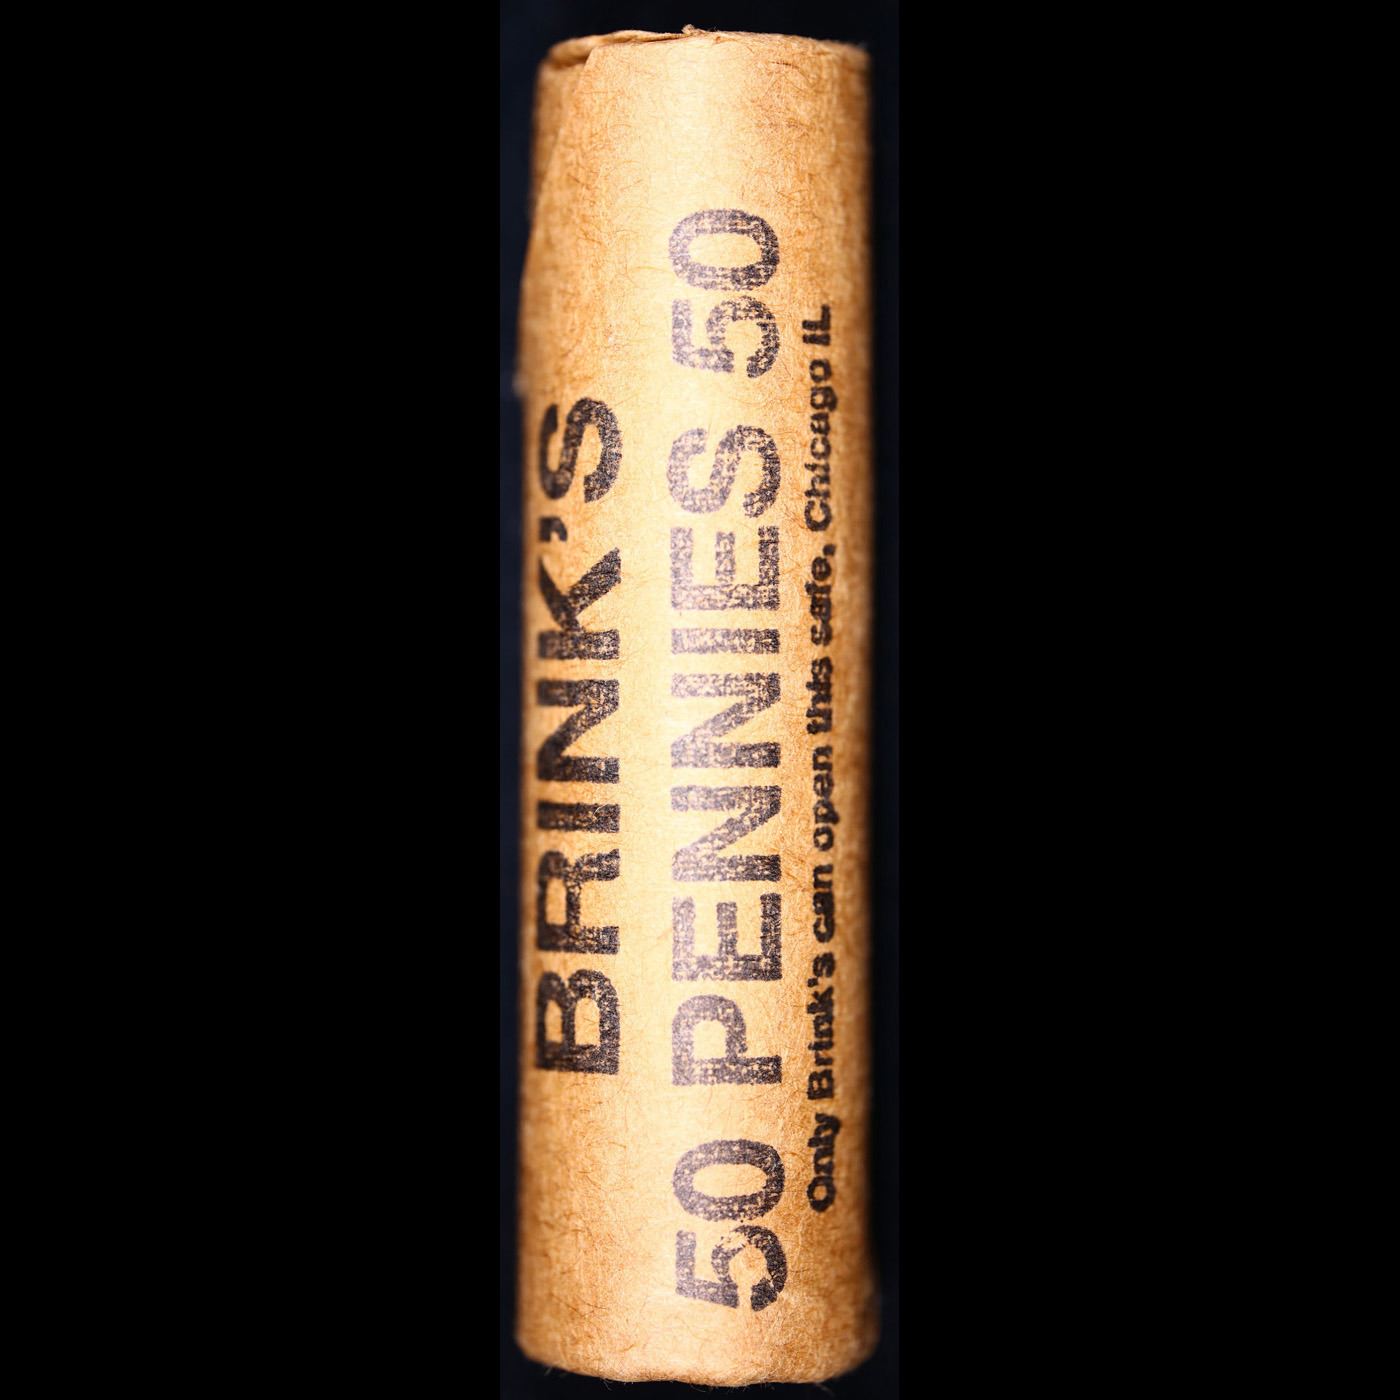 BRINK'S
50 PENNIES 50
Only Brink's can open this safe, Chicago IL